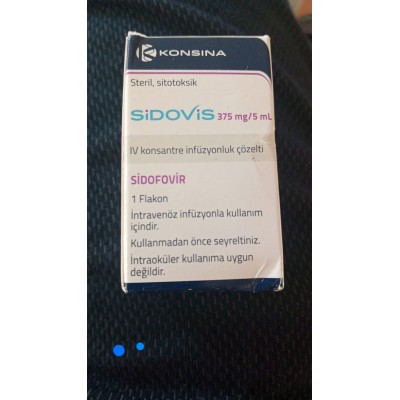 KONSINA
Steril, sitotoksik
SiDOViS 375 mg/5 mL
IV konsantre infüzyonluk çözelti
SİDOFOVİR
1 Flakon
İntravenöz infüzyonla kullanım
içindir.
Kullanmadan önce seyreltiniz.
İntraoküler kullanıma uygun
değildir.